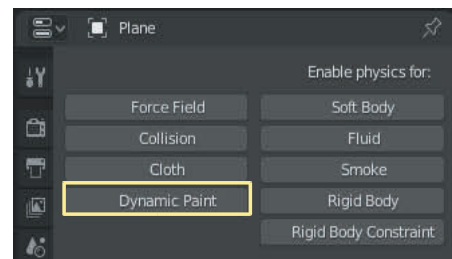 Plane
Enable physics for:
Force Field Soft Body
Collision Fluid
Cloth Smoke
Dynamic Paint Rigid Body
Rigid Body Constraint